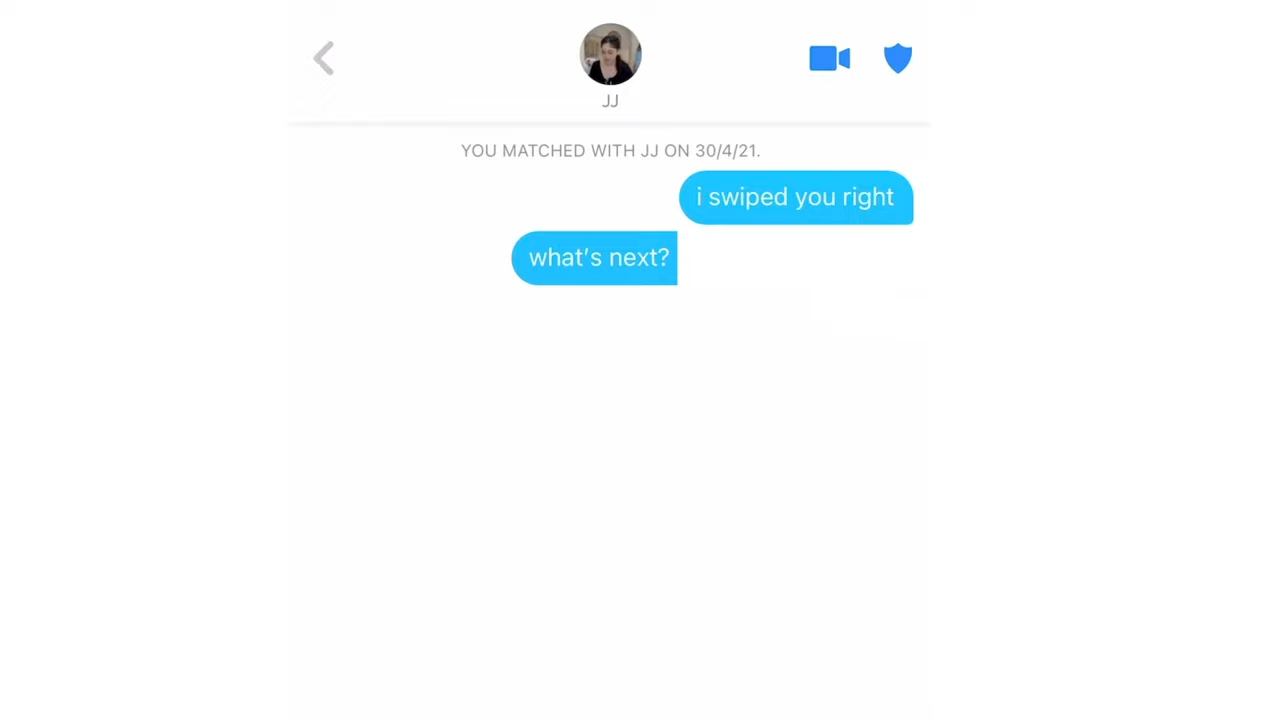 JJ
YOU MATCHED WITH JJ ON 30/4/21.
i swiped you right
what's next?